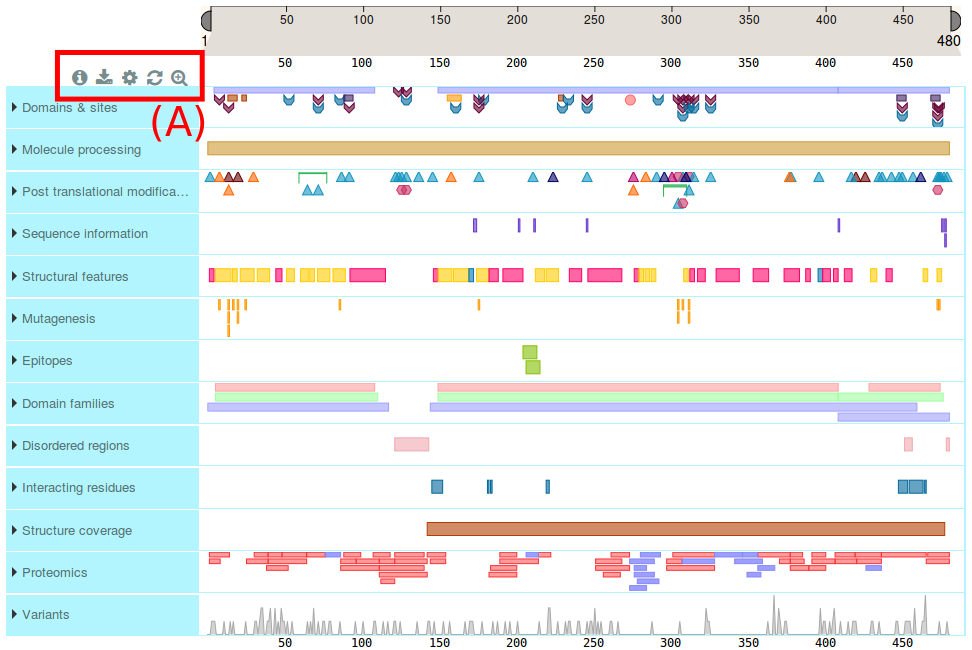 50 100 150 200 250 300 350 400 450
1 480
50 100 150 200 250 300 350 400 450
(A)
Domains & sites
Molecule processing
Post translational modifica...
Sequence information
Structural features
Mutagenesis
Epitopes
Domain families
Disordered regions
Interacting residues
Structure coverage
Proteomics
Variants
50 100 150 200 250 300 350 400 450